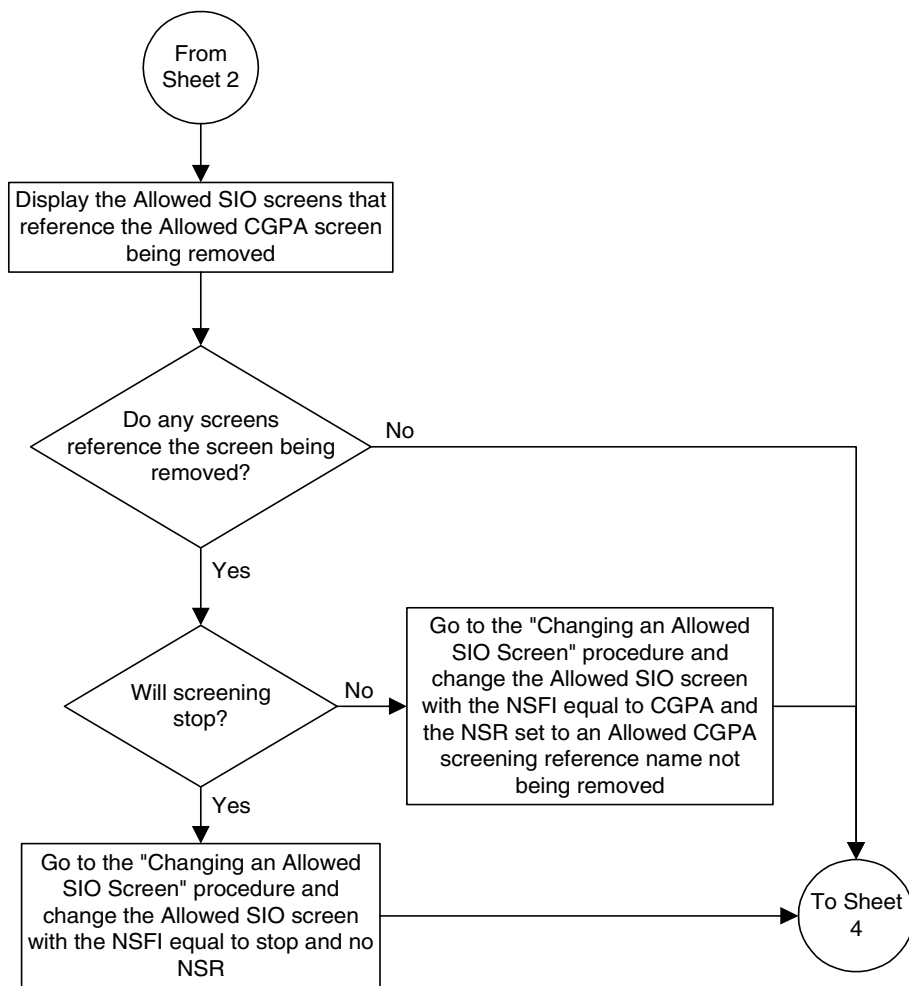 From
Sheet 2
Display the Allowed SIO screens that
reference the Allowed CGPA screen
being removed
Do any screens
reference the screen being
removed?
No
Yes
Will screening
stop?
No
Go to the "Changing an Allowed
SIO Screen" procedure and
change the Allowed SIO screen
with the NSFI equal to CGPA and
the NSR set to an Allowed CGPA
screening reference name not
being removed
Yes
Go to the "Changing an Allowed
SIO Screen" procedure and
change the Allowed SIO screen
with the NSFI equal to stop and no
NSR
To Sheet
4